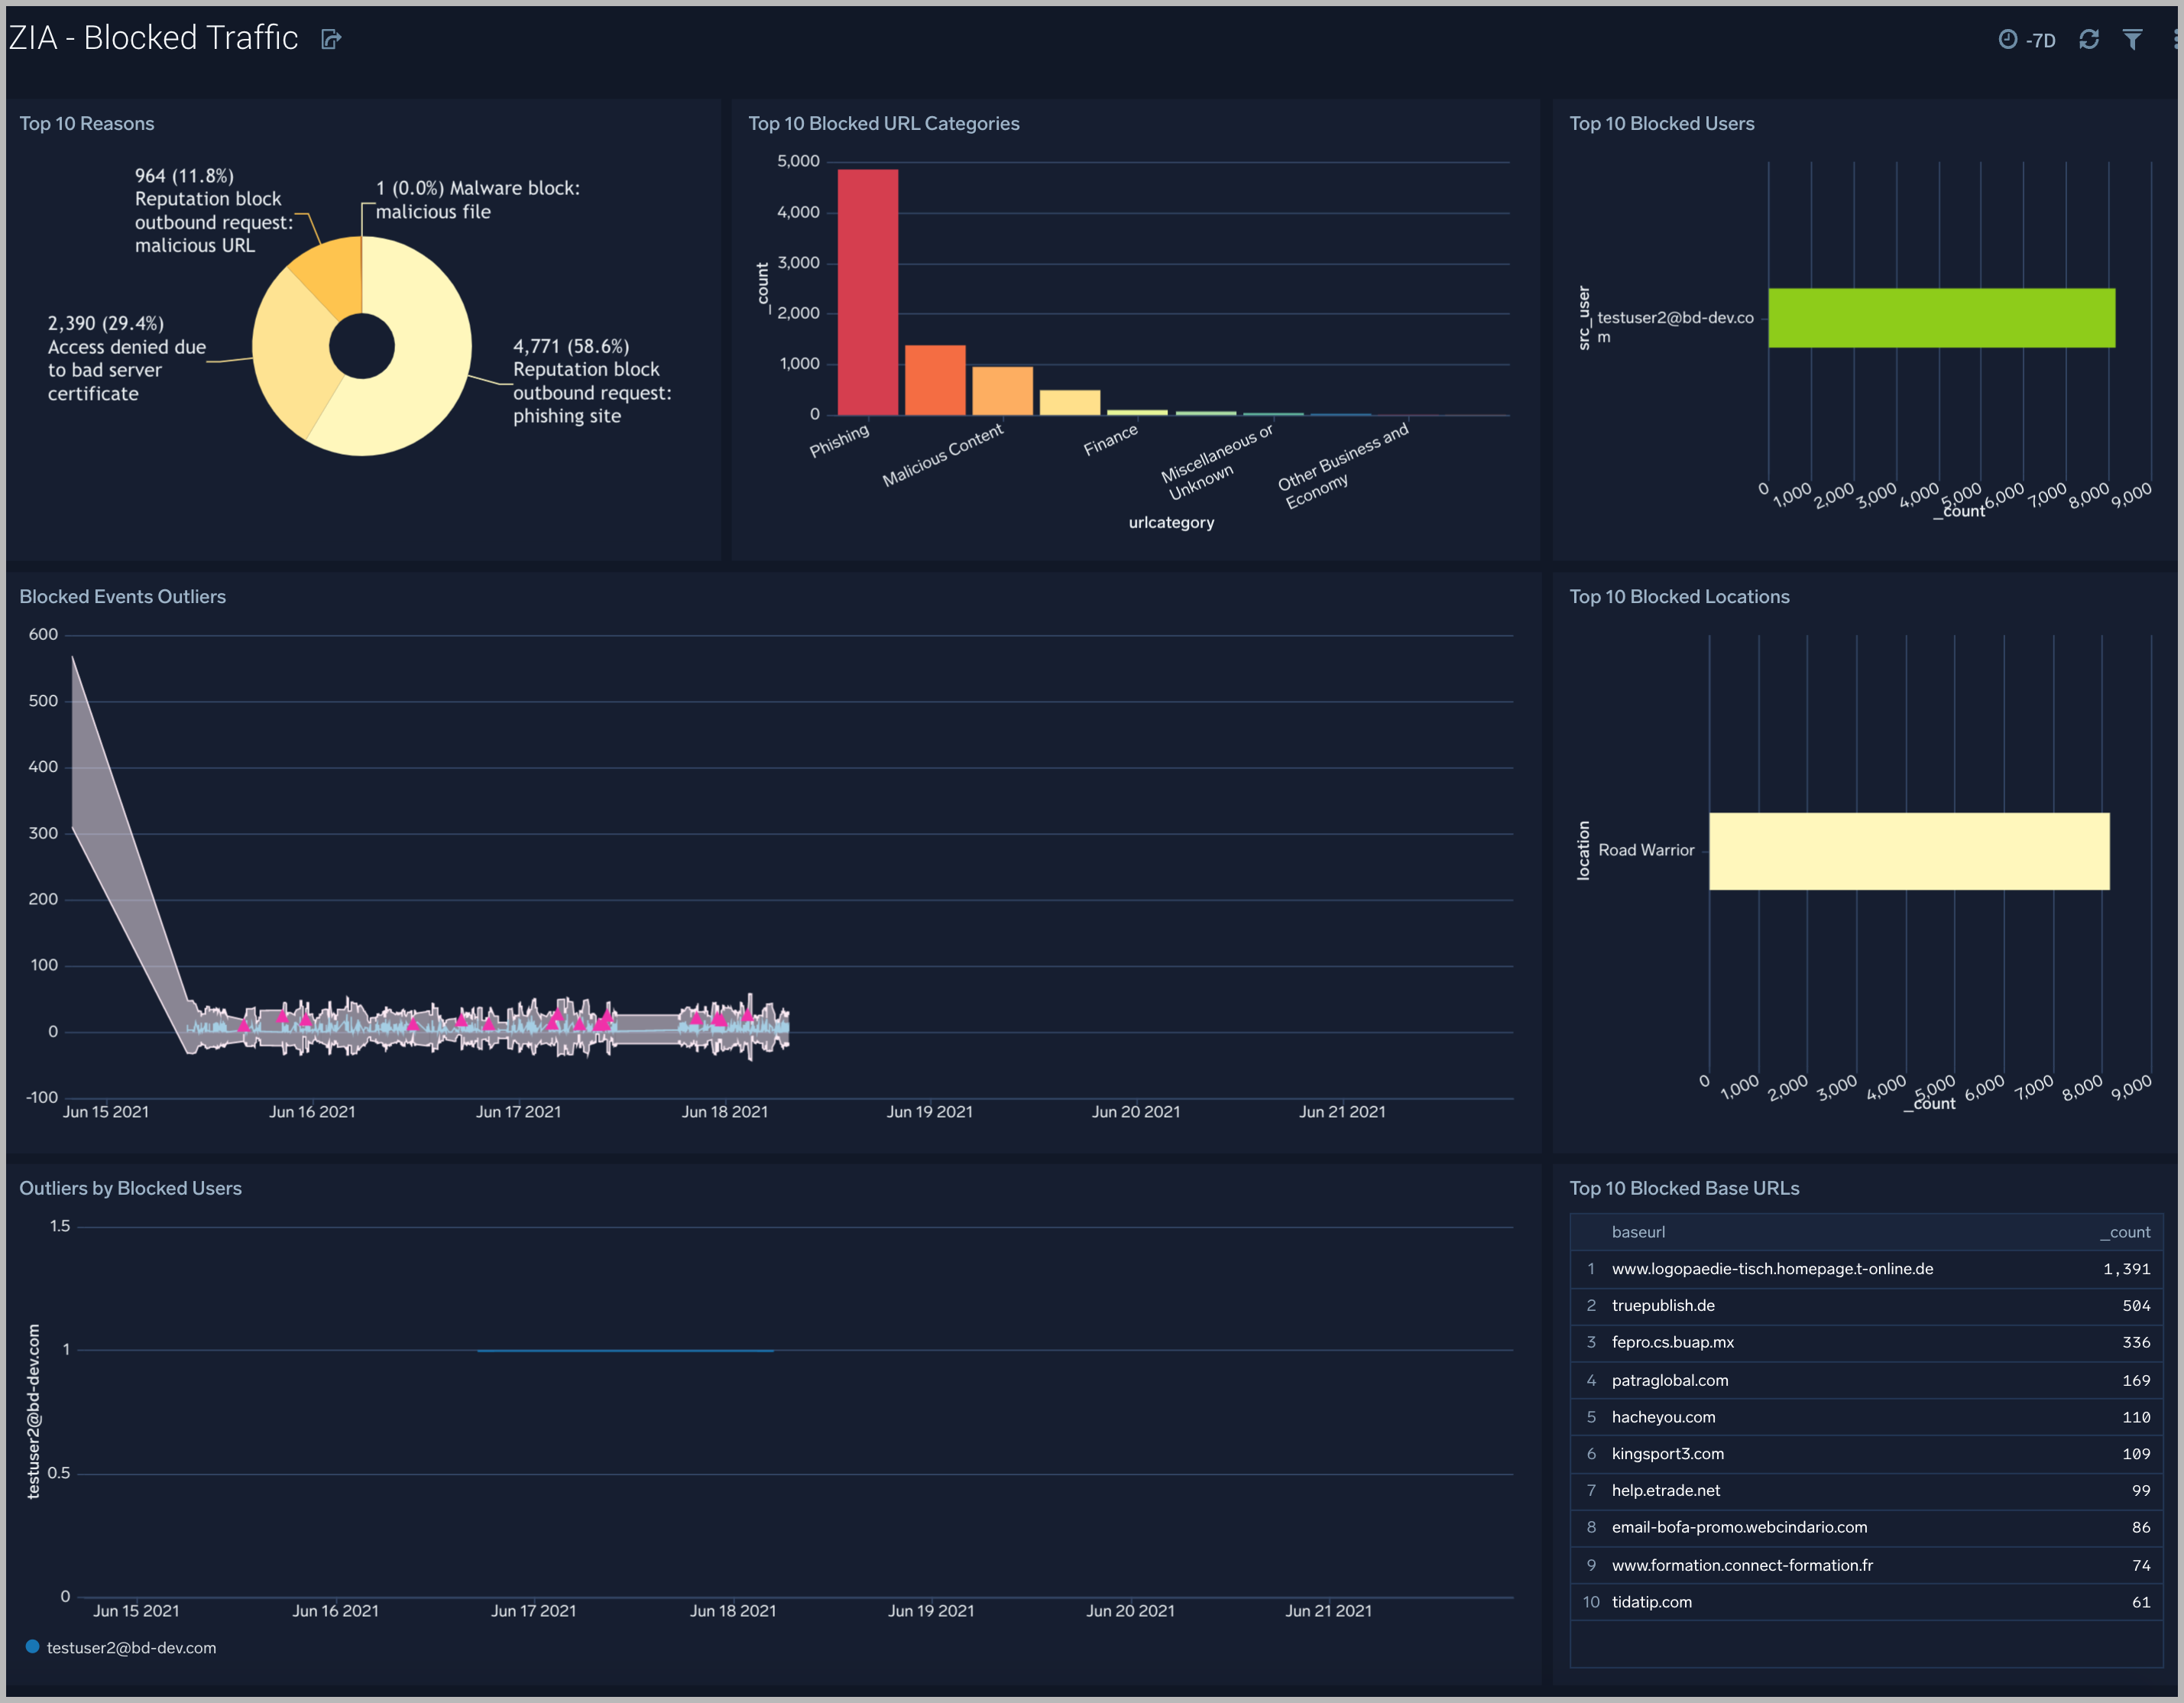 ZIA - Blocked Traffic
-7D
Top 10 Reasons
964 (11.8%)
Reputation block
outbound request:
malicious URL
1 (0.0%) Malware block:
malicious file
2,390 (29.4%)
Access denied due
to bad server
certificate
4,771 (58.6%)
Reputation block
outbound request:
phishing site
Top 10 Blocked URL Categories
_count
5,000
4,000
3,000
2,000
1,000
0
Phishing
Malicious Content
Finance
Miscellaneous or
Unknown
Other Business and
Economy
urlcategory
Top 10 Blocked Users
src_user
testuser2@bd-dev.co
m
0
1,000
2,000
3,000
4,000
5,000
6,000
7,000
8,000
9,000
_count
Blocked Events Outliers
600
500
400
300
200
100
0
-100
Jun 15 2021
Jun 16 2021
Jun 17 2021
Jun 18 2021
Jun 19 2021
Jun 20 2021
Jun 21 2021
Top 10 Blocked Locations
location
Road Warrior
0
1,000
2,000
3,000
4,000
5,000
6,000
7,000
8,000
9,000
_count
Outliers by Blocked Users
testuser2@bd-dev.com
1.5
1
0.5
0
Jun 15 2021
Jun 16 2021
Jun 17 2021
Jun 18 2021
Jun 19 2021
Jun 20 2021
Jun 21 2021
testuser2@bd-dev.com
Top 10 Blocked Base URLs
baseurl _count
1 www.logopaedie-tisch.homepage.t-online.de 1,391
2 truepublish.de 504
3 fepro.cs.buap.mx 336
4 patraglobal.com 169
5 hacheyou.com 110
6 kingsport3.com 109
7 help.etrade.net 99
8 email-bofa-promo.webcindario.com 86
9 www.formation.connect-formation.fr 74
10 tidatip.com 61